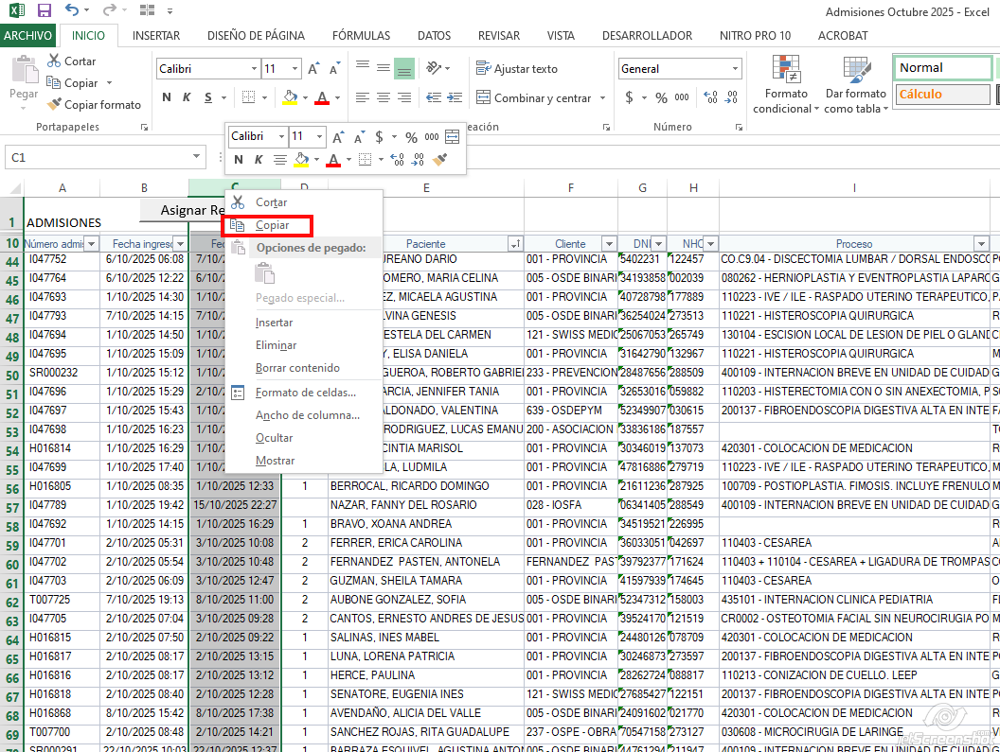 Admisiones Octubre 2025 - Excel
ARCHIVO INICIO INSERTAR DISEÑO DE PÁGINA FÓRMULAS DATOS REVISAR VISTA DESARROLLADOR NITRO PRO 10 ACROBAT
Pegar
Cortar
Copiar
Copiar formato
Portapapeles
Calibri 11
N K S
Ajustar texto
Combinar y centrar
General
$ % 000
Número
Formato condicional
Dar formato como tabla
Normal
Cálculo
Calibri 11 $ % 000
N K
C1
A B C D E F G H I
1 ADMISIONES
Asignar Re
10 Número admi Fecha ingreso Fec Paciente Cliente DNI NHC Proceso
Cortar
Copiar
Opciones de pegado:
Pegado especial...
Insertar
Eliminar
Borrar contenido
Formato de celdas...
Ancho de columna...
Ocultar
Mostrar
44 I047752 6/10/2025 06:08 7/10/2 UREANO DARIO 001 - PROVINCIA 5402231 122457 CO.C9.04 - DISCECTOMIA LUMBAR / DORSAL ENDOSCO
45 I047764 6/10/2025 12:22 6/10/2 OMERO, MARIA CELINA 005 - OSDE BINARI 34193858 002039 080262 - HERNIOPLASTIA Y EVENTROPLASTIA LAPARO
46 I047693 1/10/2025 14:30 1/10/2 EZ, MICAELA AGUSTINA 001 - PROVINCIA 40728798 177889 110223 - IVE / ILE - RASPADO UTERINO TERAPEUTICO,
47 I047793 7/10/2025 14:15 7/10/2 LVINA GENESIS 005 - OSDE BINARI 36254024 273513 110221 - HISTEROSCOPIA QUIRURGICA
48 I047694 1/10/2025 14:50 1/10/2 ESTELA DEL CARMEN 121 - SWISS MEDIC 25067053 265749 130104 - ESCISION LOCAL DE LESION DE PIEL O GLAND
49 I047695 1/10/2025 15:09 1/10/2 Y, ELISA DANIELA 001 - PROVINCIA 31642790 132967 110221 - HISTEROSCOPIA QUIRURGICA
50 SR000232 1/10/2025 15:12 3/10/2 GUEROA, ROBERTO GABRIE 233 - PREVENCION 28487656 288509 400109 - INTERNACION BREVE EN UNIDAD DE CUIDAD
51 I047696 1/10/2025 15:29 2/10/2 ARCIA, JENNIFER TANIA 001 - PROVINCIA 32653016 059882 110203 - HISTERECTOMIA CON O SIN ANEXECTOMIA, P
52 I047697 1/10/2025 15:43 1/10/2 ALDONADO, VALENTINA 639 - OSDEPYM 52349907 030615 200137 - FIBROENDOSCOPIA DIGESTIVA ALTA EN INTE
53 I047698 1/10/2025 16:23 1/10/2 RODRIGUEZ, LUCAS EMANU 200 - ASOCIACION 33836186 187557
54 H016814 1/10/2025 16:29 1/10/2 CINTIA MARISOL 001 - PROVINCIA 30346019 137073 420301 - COLOCACION DE MEDICACION
55 I047699 1/10/2025 17:40 1/10/2 LA, LUDMILA 001 - PROVINCIA 47816886 279719 110223 - IVE / ILE - RASPADO UTERINO TERAPEUTICO,
56 H016805 1/10/2025 08:35 1/10/2025 12:33 1 BERROCAL, RICARDO DOMINGO 001 - PROVINCIA 21611236 287925 100709 - POSTIOPLASTIA. FIMOSIS. INCLUYE FRENULO
57 I047789 1/10/2025 19:42 15/10/2025 22:27 NAZAR, FANNY DEL ROSARIO 028 - IOSFA 06341405 288549 400109 - INTERNACION BREVE EN UNIDAD DE CUIDAD
58 I047692 1/10/2025 14:15 1/10/2025 16:29 1 BRAVO, XOANA ANDREA 001 - PROVINCIA 34519521 226995
59 I047701 2/10/2025 05:31 3/10/2025 10:08 2 FERRER, ERICA CAROLINA 001 - PROVINCIA 36033051 042697 110403 - CESAREA
60 I047702 2/10/2025 05:54 3/10/2025 10:48 2 FERNANDEZ PASTEN, ANTONELA FERNANDEZ PAST 39792377 171624 110403 + 110104 - CESAREA + LIGADURA DE TROMPAS
61 I047703 2/10/2025 06:09 3/10/2025 12:47 2 GUZMAN, SHEILA TAMARA 001 - PROVINCIA 41597939 174645 110403 - CESAREA
62 T007725 7/10/2025 19:13 8/10/2025 11:00 2 AUBONE GONZALEZ, SOFIA 005 - OSDE BINARI 52347312 158003 435101 - INTERNACION CLINICA PEDIATRIA
63 I047705 2/10/2025 07:04 3/10/2025 09:28 2 CANTOS, ERNESTO ANDRES DE JESUS 001 - PROVINCIA 39524170 121519 CR0002 - OSTEOTOMIA FACIAL SIN NEUROCIRUGIA PO
64 H016815 2/10/2025 07:50 2/10/2025 09:22 1 SALINAS, INES MABEL 001 - PROVINCIA 24480126 078709 420301 - COLOCACION DE MEDICACION
65 H016817 2/10/2025 08:17 2/10/2025 13:15 1 LUNA, LORENA PATRICIA 001 - PROVINCIA 30246873 273597 200137 - FIBROENDOSCOPIA DIGESTIVA ALTA EN INTE
66 H016816 2/10/2025 08:17 2/10/2025 13:12 1 HERCE, PAULINA 001 - PROVINCIA 28262724 088817 110213 - CONIZACION DE CUELLO. LEEP
67 H016818 2/10/2025 08:40 2/10/2025 12:28 1 SENATORE, EUGENIA INES 121 - SWISS MEDIC 27685427 122151 200137 - FIBROENDOSCOPIA DIGESTIVA ALTA EN INTE
68 H016868 8/10/2025 15:42 8/10/2025 17:38 1 AVENDAÑO, ALICIA DEL VALLE 005 - OSDE BINARI 24091602 021770 420301 - COLOCACION DE MEDICACION
69 T007700 2/10/2025 08:48 2/10/2025 14:21 1 SANCHEZ ROJAS, RITA GUADALUPE 237 - OSPE - OBRA 70547158 273127 030608 - MICROCIRUGIA DE LARINGE
SR000291 22/10/2025 10:03 22/10/2025 12:37 1 BARRAZA ESQUIVEL, AGUSTIN EZEQU 005 - OSDE BINARI 44761294 211947 400109 - INTERNACION BREVE EN UNIDAD DE CUIDAD